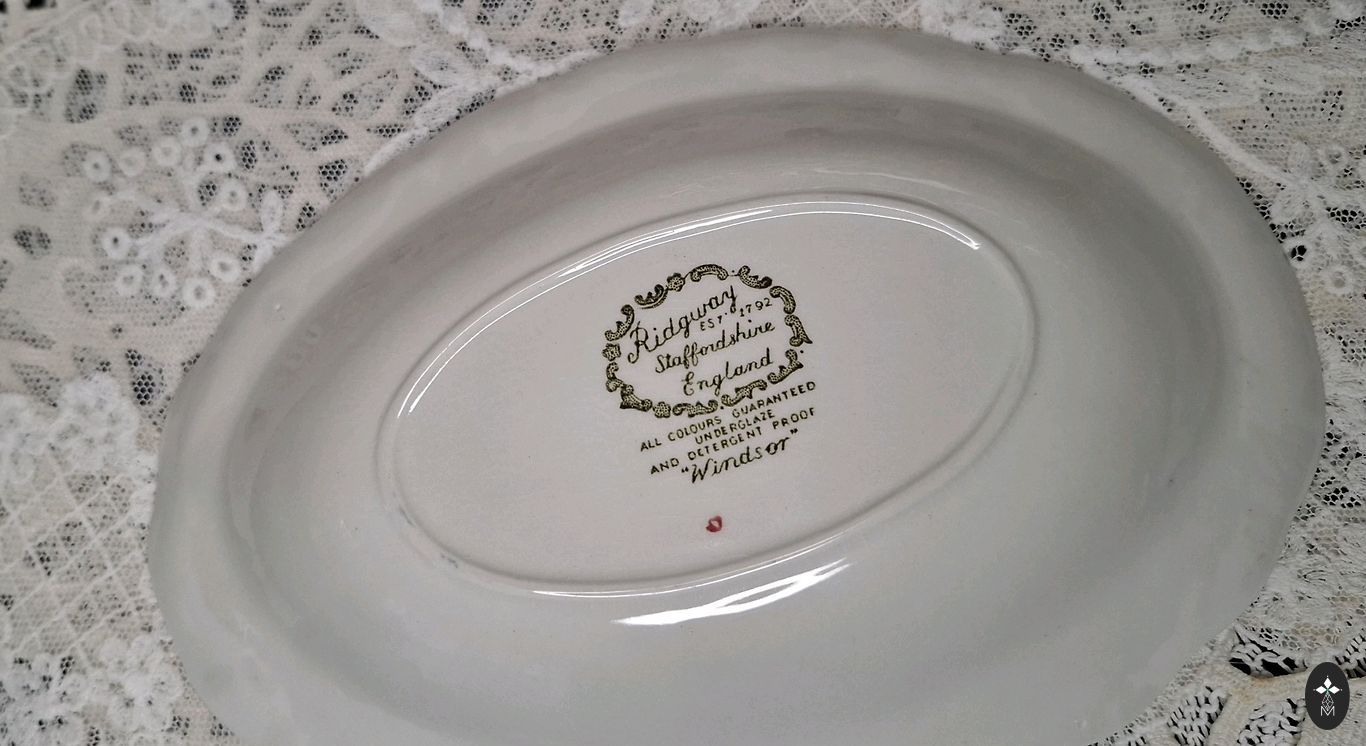 Ridgway
EST. 1792
Staffordshire
England
ALL COLOURS GUARANTEED
UNDERGLAZE
AND DETERGENT PROOF
"Windsor"
M